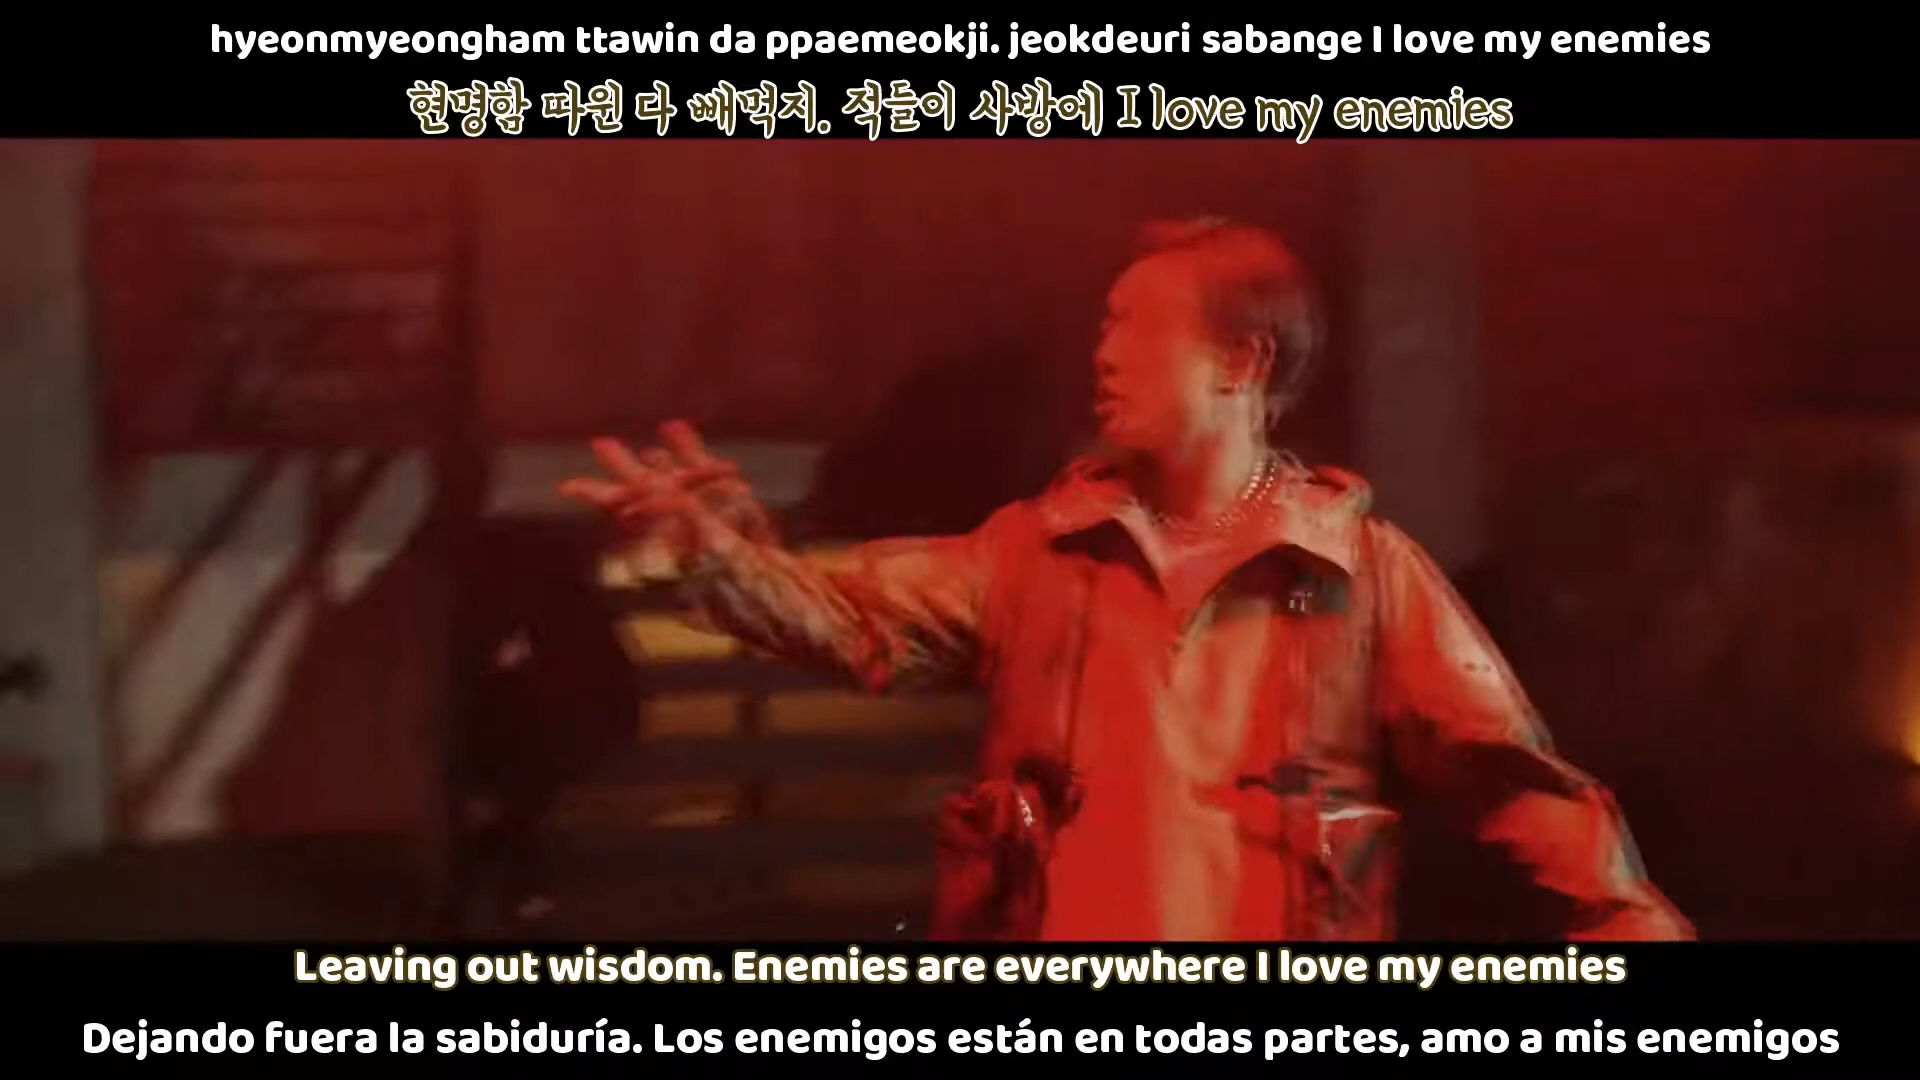 hyeonmyeongham ttawin da ppaemeokji. jeokdeuri sabange I love my enemies
현명함 따윈 다 빼먹지. 적들이 사방에 I love my enemies
Leaving out wisdom. Enemies are everywhere I love my enemies
Dejando fuera la sabiduría. Los enemigos están en todas partes, amo a mis enemigos